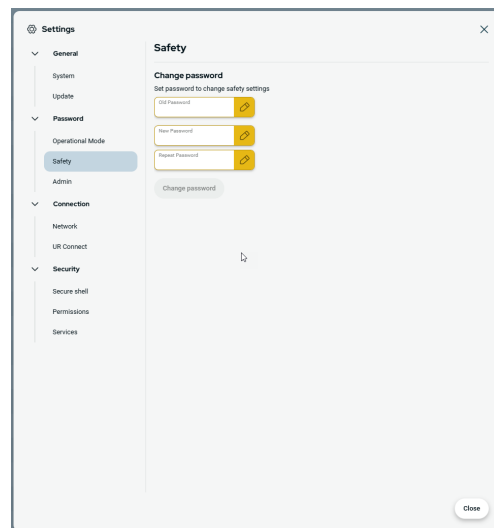 Settings
General
System
Update
Password
Operational Mode
Safety
Admin
Connection
Network
UR Connect
Security
Secure shell
Permissions
Services
Safety
Change password
Set password to change safety settings
Old Password
New Password
Repeat Password
Change password
Close